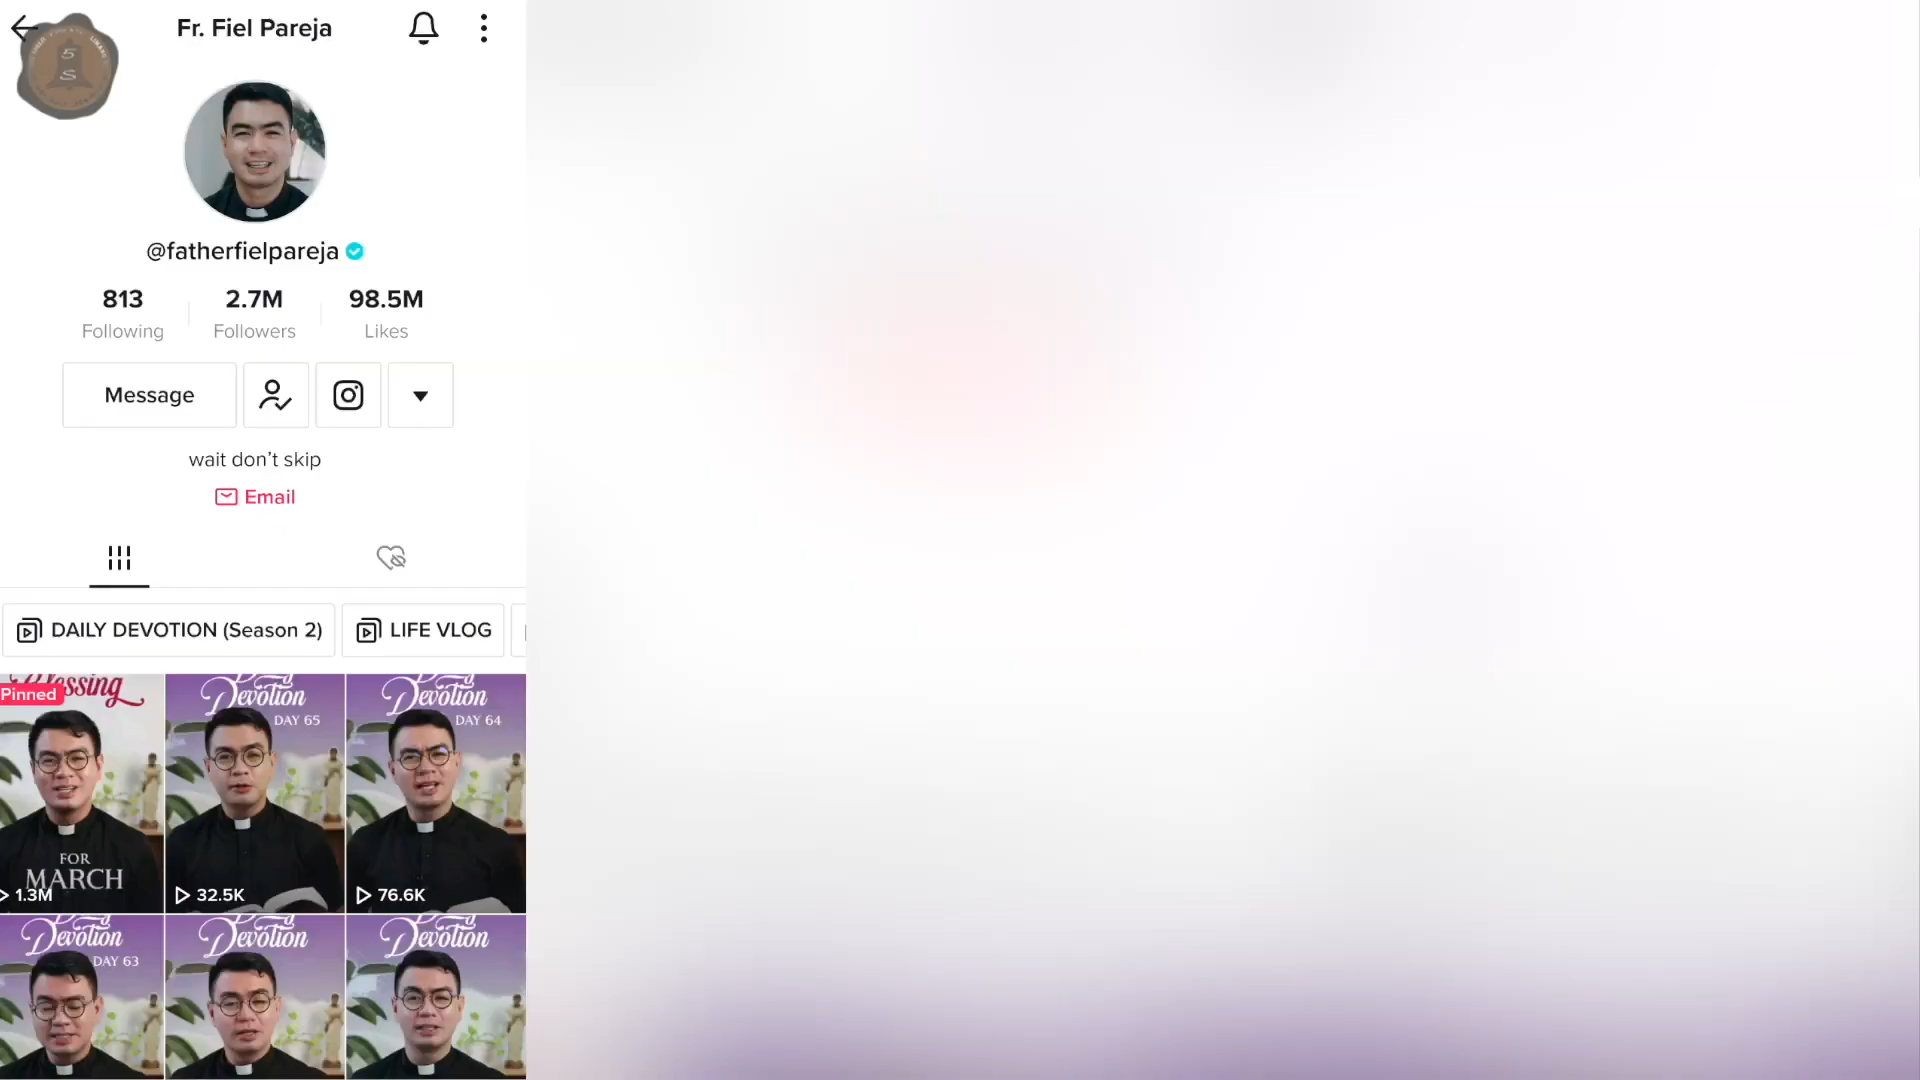 Fr. Fiel Pareja
5
S
@fatherfielpareja
813
Following
2.7M
Followers
98.5M
Likes
Message
wait don’t skip
Email
DAILY DEVOTION (Season 2)
LIFE VLOG
Pinned
FOR
MARCH
1.3M
Devotion
DAY 65
32.5K
Devotion
DAY 64
76.6K
Devotion
DAY 63
Devotion
Devotion